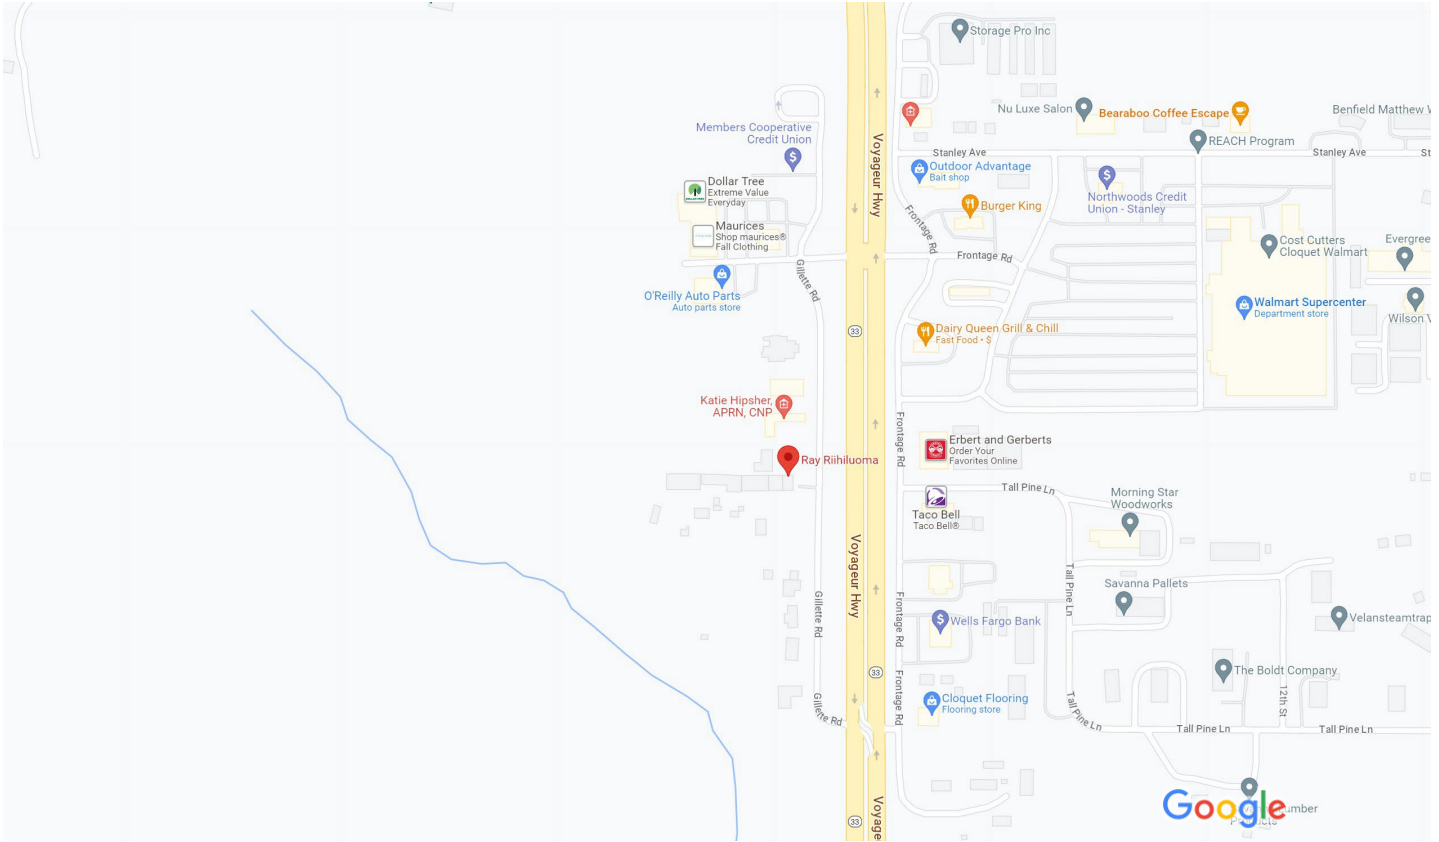 Storage Pro Inc
Nu Luxe Salon
Bearaboo Coffee Escape
Benfield Matthew
REACH Program
Members Cooperative
Credit Union
Voyageur Hwy
Stanley Ave
Stanley Ave
Outdoor Advantage
Bait shop
Northwoods Credit
Union - Stanley
Dollar Tree
Extreme Value
Everyday
Burger King
Maurices
Shop maurices®
Fall Clothing
Frontage Rd
Frontage Rd
Cost Cutters
Cloquet Walmart
Gillette Rd
O'Reilly Auto Parts
Auto parts store
Walmart Supercenter
Department store
33
Dairy Queen Grill & Chill
Fast Food • $
Katie Hipsher,
APRN, CNP
Frontage Rd
Erbert and Gerberts
Order Your
Favorites Online
Ray Riihiluoma
Tall Pine Ln
Taco Bell
Taco Bell®
Morning Star
Woodworks
Voyageur Hwy
Tall Pine Ln
Savanna Pallets
Gillette Rd
Frontage Rd
Wells Fargo Bank
Velansteamtrap
33
The Boldt Company
Frontage Rd
Cloquet Flooring
Flooring store
Gillette Rd
Tall Pine Ln
12th St
Tall Pine Ln
Tall Pine Ln
33
Google